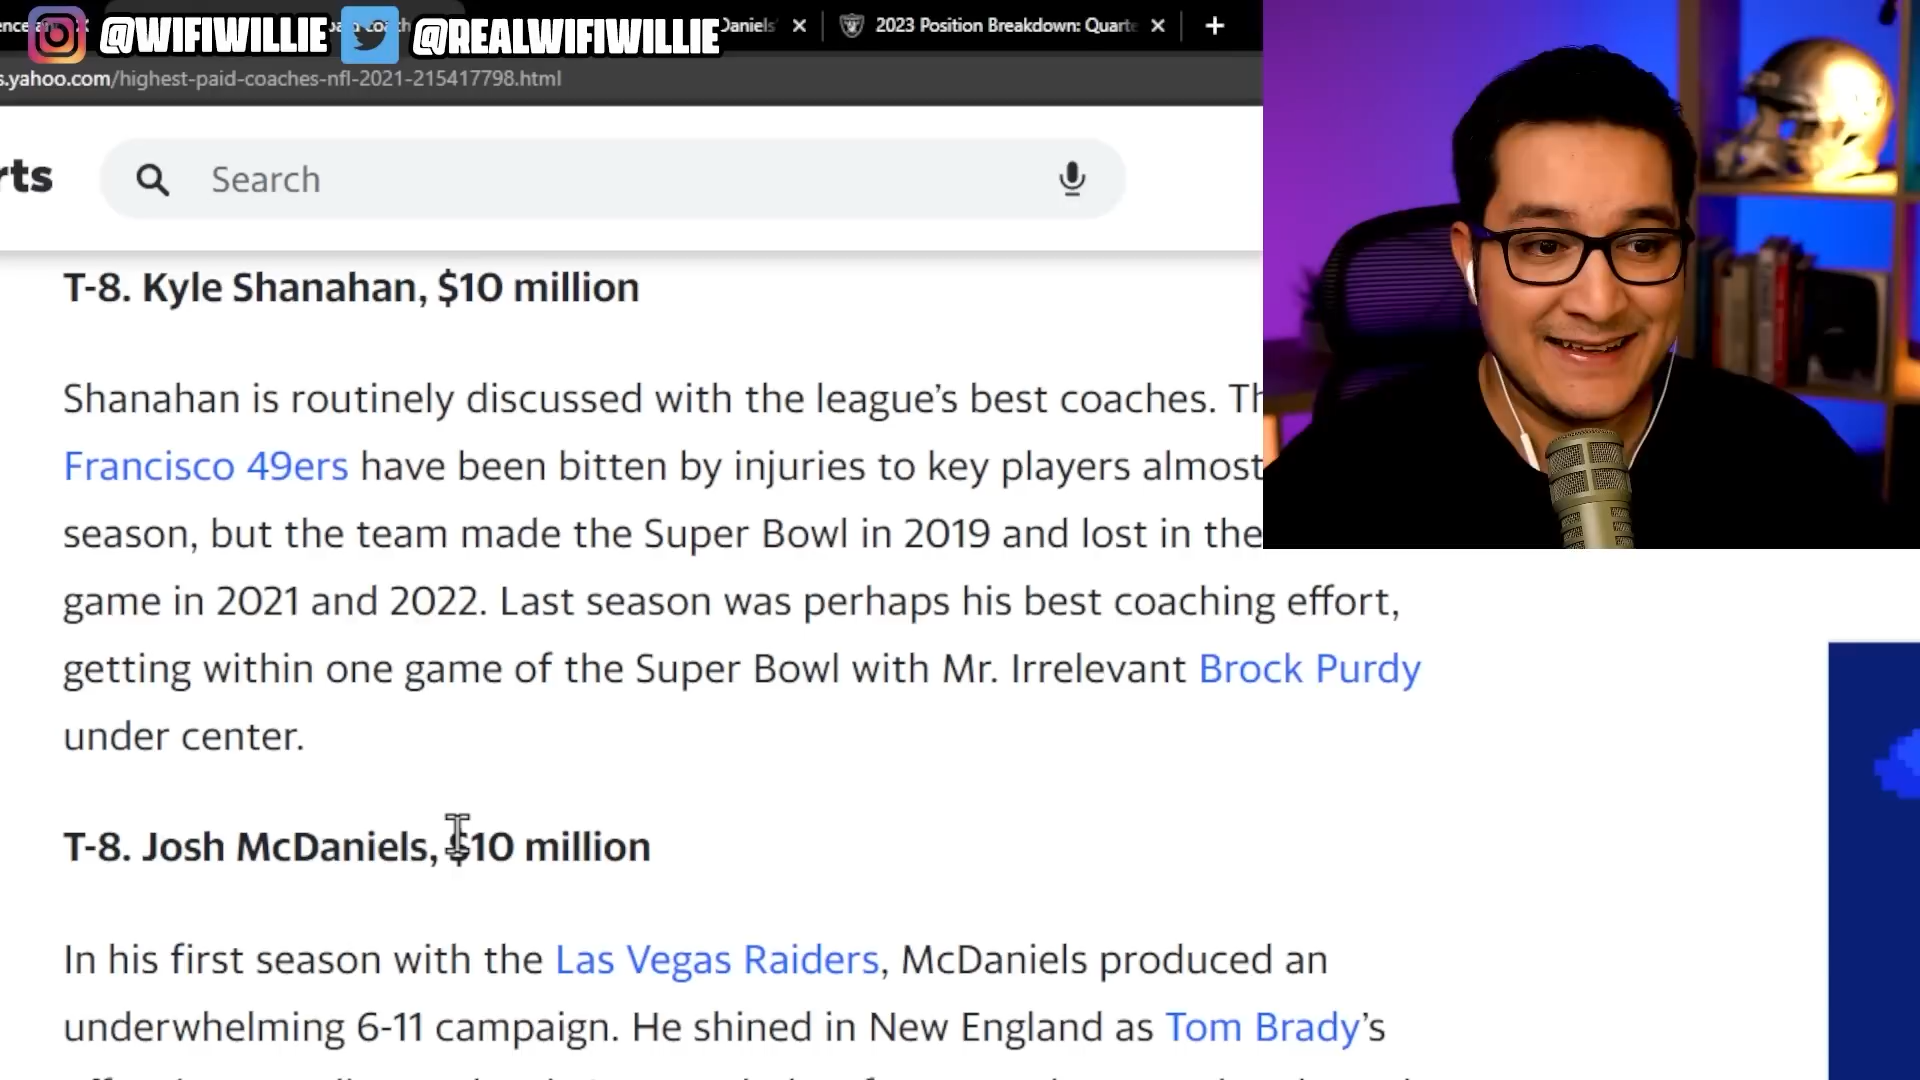 @WIFIWILLIE @REALWIFIWILLIE Daniels' 2023 Position Breakdown: Quarte
s.yahoo.com/highest-paid-coaches-nfl-2021-215417798.html
rts Search
T-8. Kyle Shanahan, $10 million
Shanahan is routinely discussed with the league’s best coaches. Th
Francisco 49ers have been bitten by injuries to key players almost
season, but the team made the Super Bowl in 2019 and lost in the
game in 2021 and 2022. Last season was perhaps his best coaching effort,
getting within one game of the Super Bowl with Mr. Irrelevant Brock Purdy
under center.
T-8. Josh McDaniels, $10 million
In his first season with the Las Vegas Raiders, McDaniels produced an
underwhelming 6-11 campaign. He shined in New England as Tom Brady’s